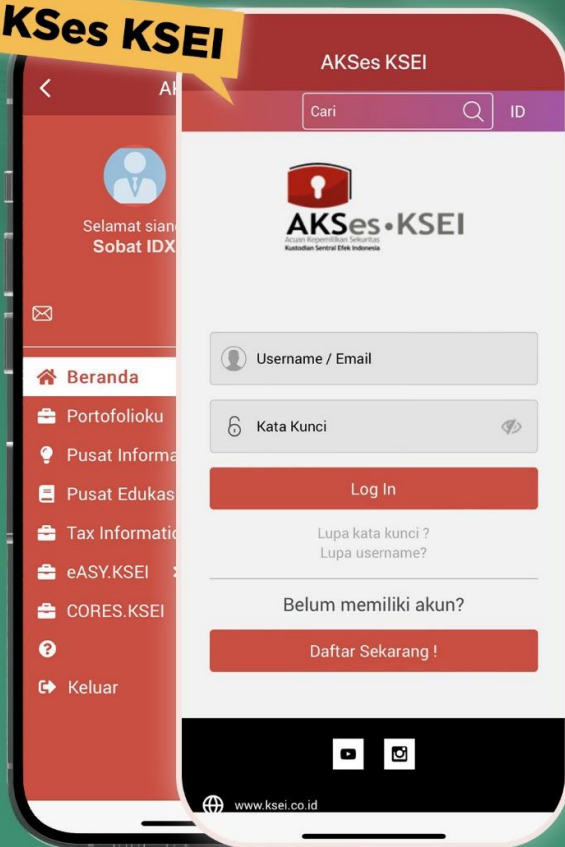 KSes KSEI
A
Selamat sian
Sobat IDX
Beranda
Portofolioku
Pusat Informa
Pusat Edukas
Tax Informatio
eASY.KSEI
CORES.KSEI
?
Keluar
AKSes KSEI
Cari
ID
AKSes•KSEI
Acuan Kepemilikan Sekuritas
Kustodian Sentral Efek Indonesia
Username / Email
Kata Kunci
Log In
Lupa kata kunci ?
Lupa username?
Belum memiliki akun?
Daftar Sekarang !
www.ksei.co.id